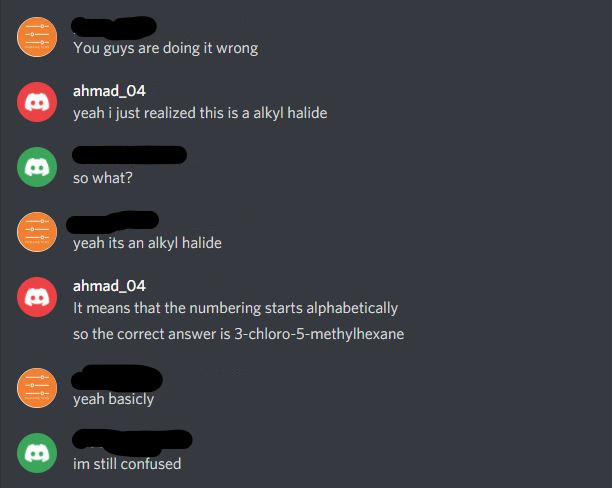 You guys are doing it wrong
ahmad_04
yeah i just realized this is a alkyl halide
so what?
yeah its an alkyl halide
ahmad_04
It means that the numbering starts alphabetically
so the correct answer is 3-chloro-5-methylhexane
yeah basicly
im still confused